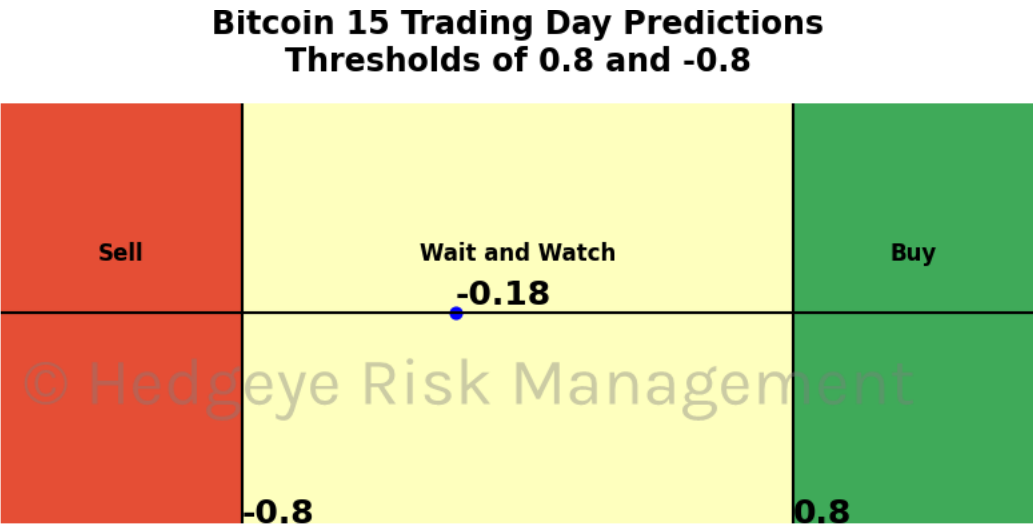 Bitcoin 15 Trading Day Predictions
Thresholds of 0.8 and -0.8
Sell
Wait and Watch
Buy
-0.18
© Hedgeye Risk Management
-0.8
0.8